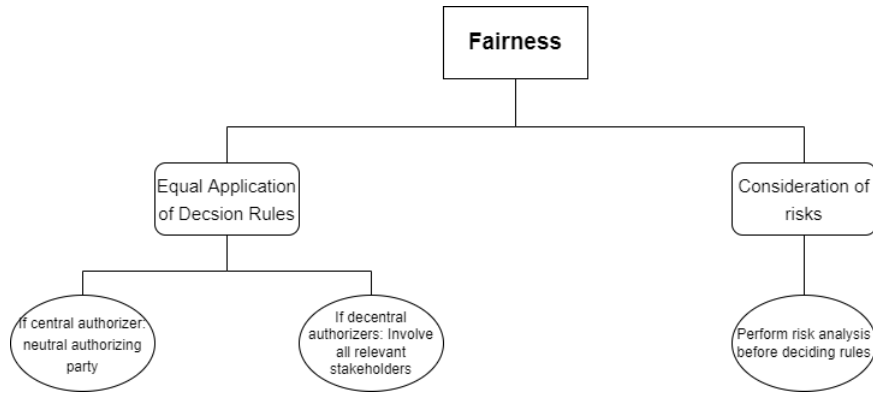 Fairness
Equal Application
of Decsion Rules
Consideration of
risks
If central authorizer:
neutral authorizing
party
If decentral
authorizers: Involve
all relevant
stakeholders
Perform risk analysis
before deciding rules